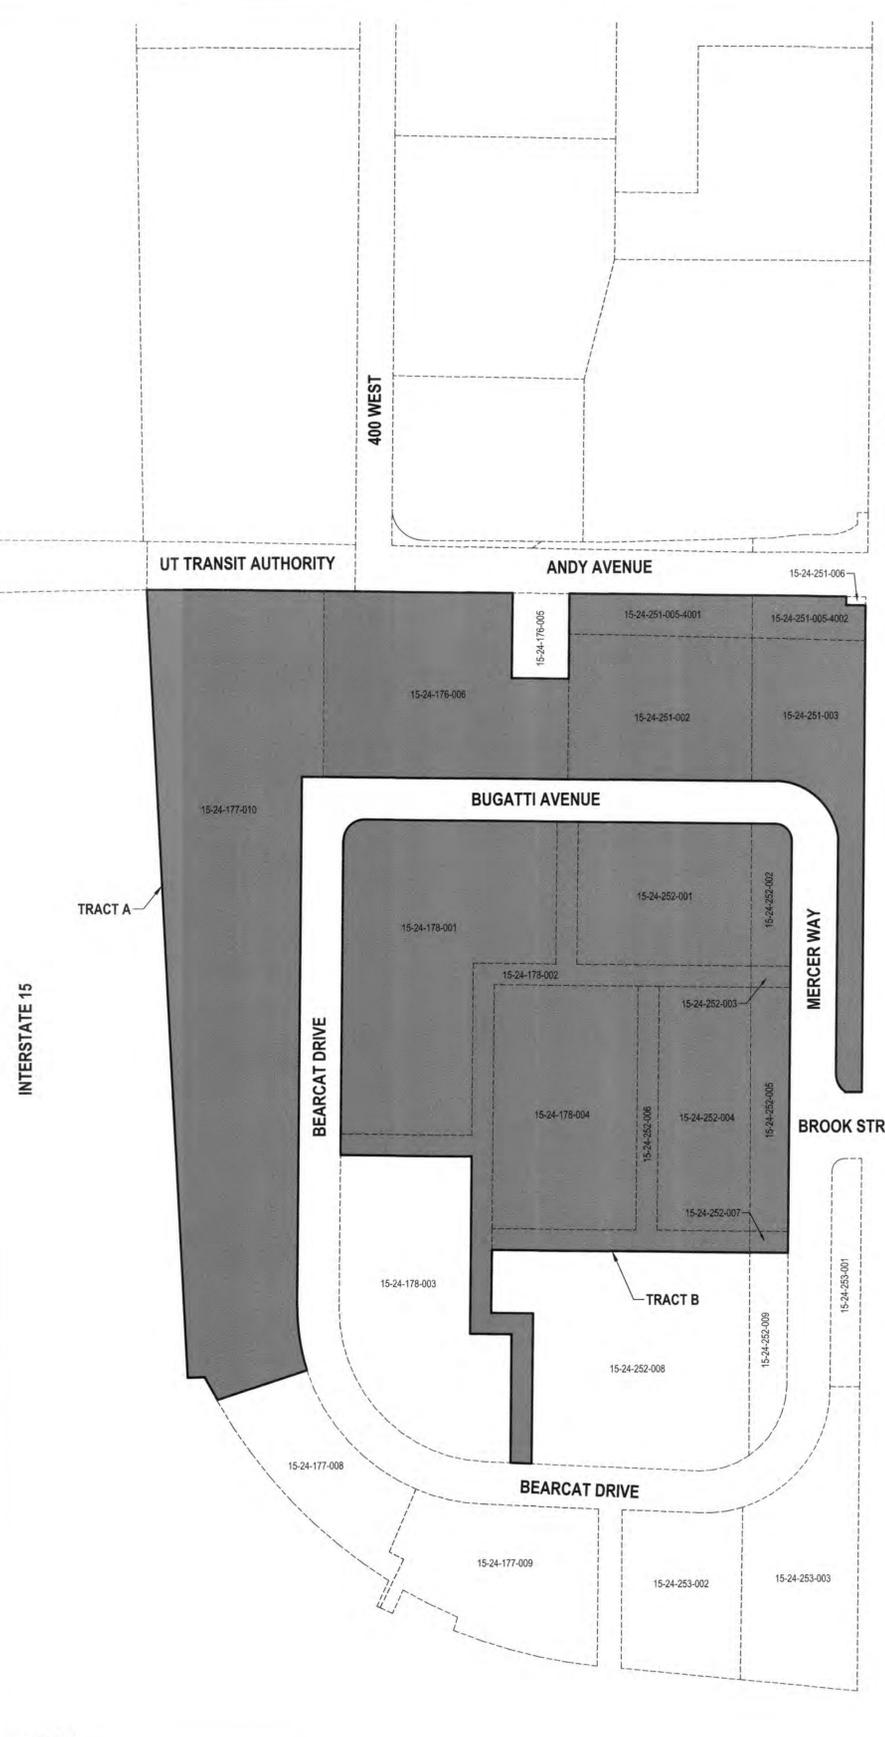 400 WEST
UT TRANSIT AUTHORITY
ANDY AVENUE
15-24-251-006
15-24-176-005
15-24-251-005-4001
15-24-251-005-4002
15-24-176-006
15-24-251-002
15-24-251-003
BUGATTI AVENUE
15-24-177-010
15-24-252-001
15-24-252-002
TRACT A
15-24-178-001
MERCER WAY
15-24-178-002
15-24-252-003
INTERSTATE 15
BEARCAT DRIVE
15-24-178-004
15-24-252-006
15-24-252-004
15-24-252-005
BROOK STR
15-24-252-007
15-24-178-003
15-24-253-001
TRACT B
15-24-252-009
15-24-252-008
15-24-177-008
BEARCAT DRIVE
15-24-177-009
15-24-253-002
15-24-253-003